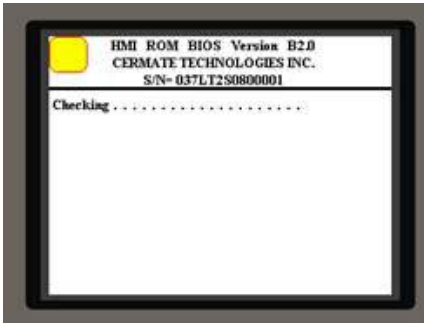 HMI ROM BIOS Version B2.0
CERMATE TECHNOLOGIES INC.
S/N= 037LT2S0800001
Checking . . . . . . . . . . . . . . . . . . . . .